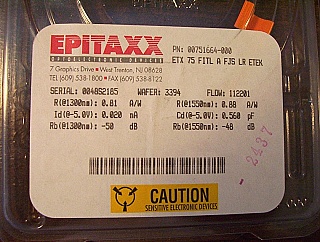 EPITAXX
OPTOELECTRONIC DEVICES
7 Graphics Drive • West Trenton, NJ 08628
TEL (609) 538-1800 • FAX (609) 538-8122
PN: 00751664-000
ETX 75 FITL A FJS LR ETEK
SERIAL: 0048S2185 WAFER: 3394 FLOW: 112201
R(@1300nm): 0.81 A/W R(@1550nm): 0.88 A/W
Id(@-5.0V): 0.020 nA Cd(@-5.0V): 0.560 pF
Rb(@1300nm): -50 dB Rb(@1550nm): -48 dB
2437
CAUTION
SENSITIVE ELECTRONIC DEVICES